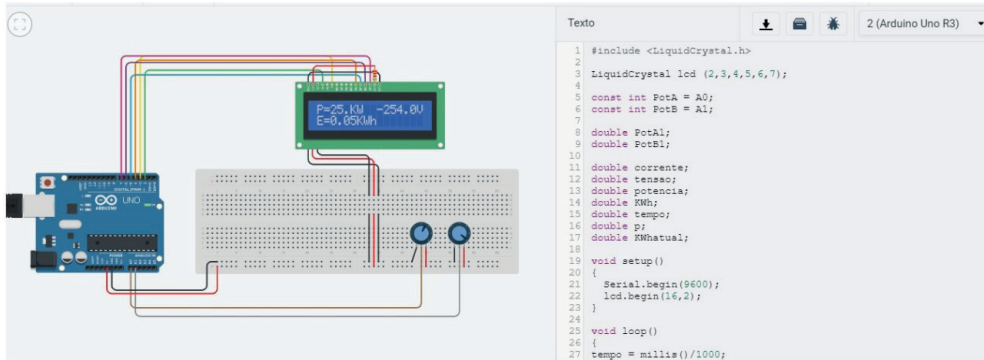 Texto
2 (Arduino Uno R3)
P=25.KW -254.0V
E=0.05KWh
UNO
ARDUINO
1 #include <LiquidCrystal.h>
2
3 LiquidCrystal lcd (2,3,4,5,6,7);
4
5 const int PotA = A0;
6 const int PotB = A1;
7
8 double PotA1;
9 double PotB1;
10
11 double corrente;
12 double tensao;
13 double potencia;
14 double KWh;
15 double tempo;
16 double p;
17 double KWhatual;
18
19 void setup()
20 {
21 Serial.begin(9600);
22 lcd.begin(16,2);
23 }
24
25 void loop()
26 {
27 tempo = millis()/1000;